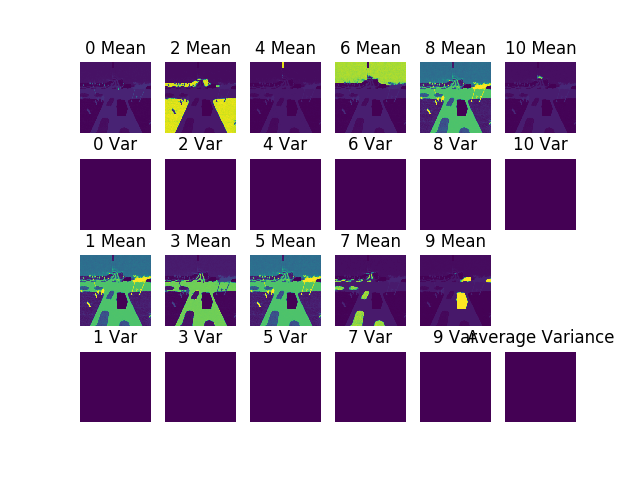 0 Mean 2 Mean 4 Mean 6 Mean 8 Mean 10 Mean
0 Var 2 Var 4 Var 6 Var 8 Var 10 Var
1 Mean 3 Mean 5 Mean 7 Mean 9 Mean
1 Var 3 Var 5 Var 7 Var 9 Var Average Variance